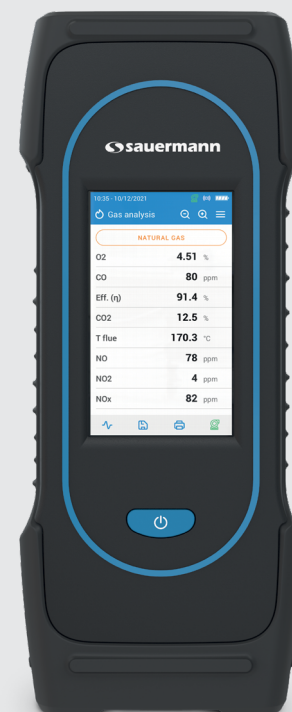 sauermann
10:35 - 10/12/2021
Gas analysis
NATURAL GAS
O2 4.51 %
CO 80 ppm
Eff. (η) 91.4 %
CO2 12.5 %
T flue 170.3 °C
NO 78 ppm
NO2 4 ppm
NOx 82 ppm